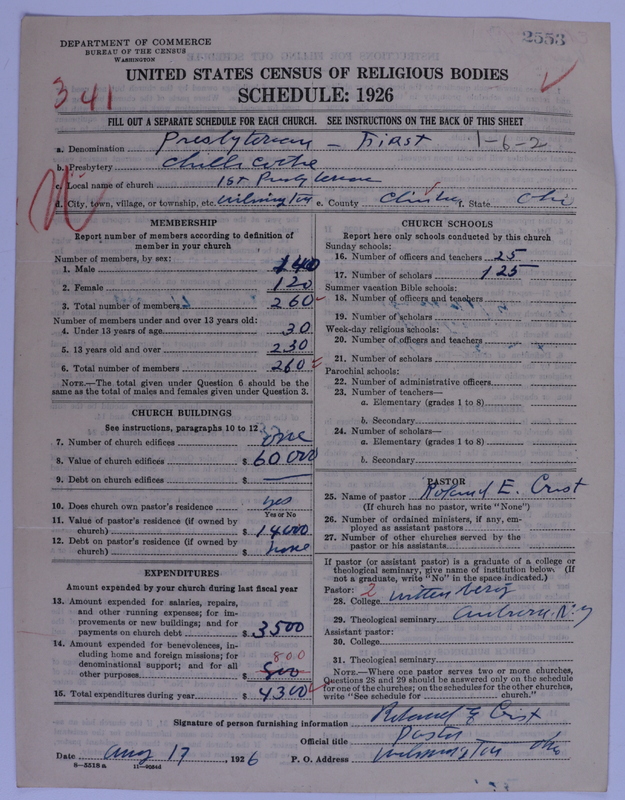 DEPARTMENT OF COMMERCE
BUREAU OF THE CENSUS
WASHINGTON
2553
UNITED STATES CENSUS OF RELIGIOUS BODIES
SCHEDULE: 1926
341
FILL OUT A SEPARATE SCHEDULE FOR EACH CHURCH. SEE INSTRUCTIONS ON THE BACK OF THIS SHEET
a. Denomination Presbyterian - First 1-6-2
b. Presbytery Chillicothe
c. Local name of church 1st Presbyterian
d. City, town, village, or township, etc. Wilmington e. County Clinton f. State Ohio
MEMBERSHIP
Report number of members according to definition of
member in your church
Number of members, by sex:
1. Male 140
2. Female 120
3. Total number of members 260
Number of members under and over 13 years old:
4. Under 13 years of age 30
5. 13 years old and over 230
6. Total number of members 260
NOTE.—The total given under Question 6 should be
same as the total of males and females given under Question 3.
CHURCH BUILDINGS
See instructions, paragraphs 10 to 12
7. Number of church edifices one
8. Value of church edifices $ 60000
9. Debt on church edifices $ —
10. Does church own pastor's residence yes
Yes or No
11. Value of pastor's residence (if owned by
church) $ 14000
12. Debt on pastor's residence (if owned by
church) $ none
EXPENDITURES
Amount expended by your church during last fiscal year
13. Amount expended for salaries, repairs,
and other running expenses; for im-
provements or new buildings; and for
payments on church debt $ 3500
14. Amount expended for benevolences, in-
cluding home and foreign missions; for 800
denominational support; and for all
other purposes $ 500
15. Total expenditures during year $ 4300
CHURCH SCHOOLS
Report here only schools conducted by this church
Sunday schools:
16. Number of officers and teachers 25
17. Number of scholars 125
Summer vacation Bible schools:
18. Number of officers and teachers
19. Number of scholars
Week-day religious schools:
20. Number of officers and teachers
21. Number of scholars
Parochial schools:
22. Number of administrative officers
23. Number of teachers—
a. Elementary (grades 1 to 8)
b. Secondary
24. Number of scholars—
a. Elementary (grades 1 to 8)
b. Secondary
PASTOR
25. Name of pastor Roland E. Crist
(If church has no pastor, write "None")
26. Number of ordained ministers, if any, em-
ployed as assistant pastors
27. Number of other churches served by the
pastor or his assistants
If pastor (or assistant pastor) is a graduate of a college or
theological seminary, give name of institution below. (If
not a graduate, write "No" in the space indicated.)
Pastor: 2
28. College Wittenberg
29. Theological seminary Auburn, N.Y
Assistant pastor:
30. College
31. Theological seminary
NOTE.—Where one pastor serves two or more churches,
Questions 28 and 29 should be answered only on the schedule
for one of the churches; on the schedules for the other churches,
write "See schedule for church."
Signature of person furnishing information Roland E Crist
Official title Pastor
Date Aug 17, 1926 P. O. Address Wilmington Ohio
8—5518a 11—9054d